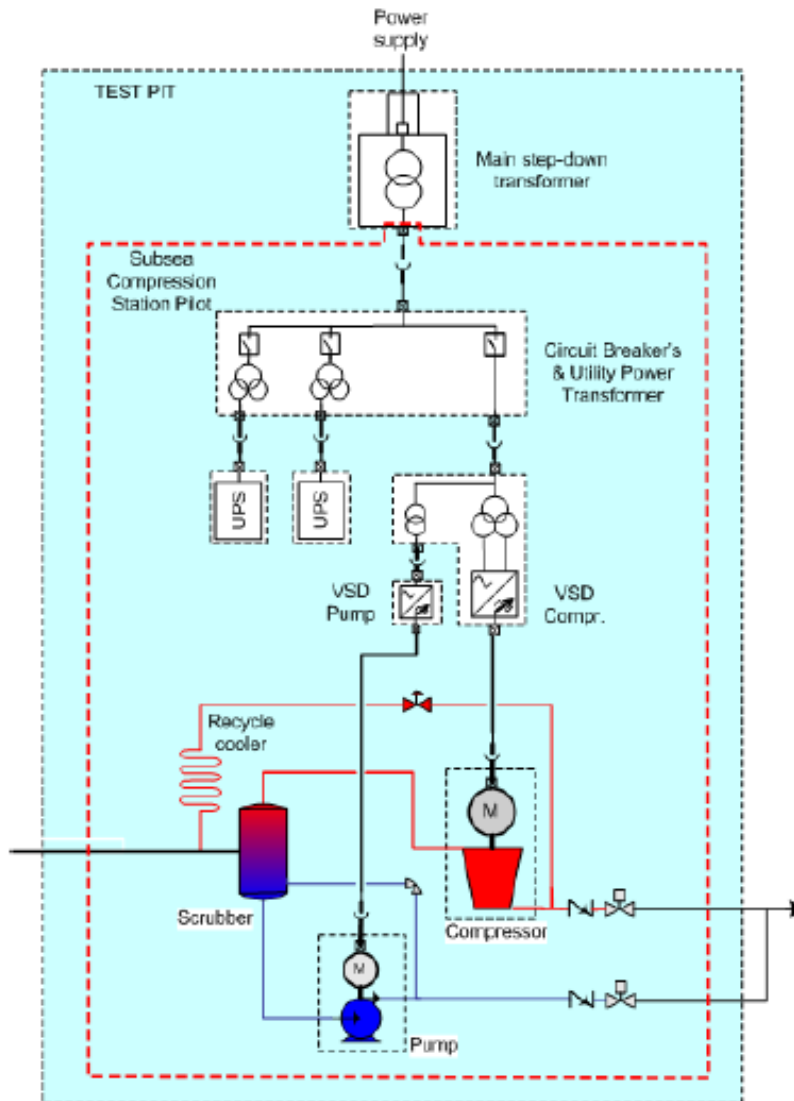 Power
supply
TEST PIT
Main step-down
transformer
Subsea
Compression
Station Pilot
Circuit Breaker's
& Utility Power
Transformer
UPS
UPS
VSD
Pump
VSD
Compr.
Recycle
cooler
M
Scrubber
Compressor
M
Pump